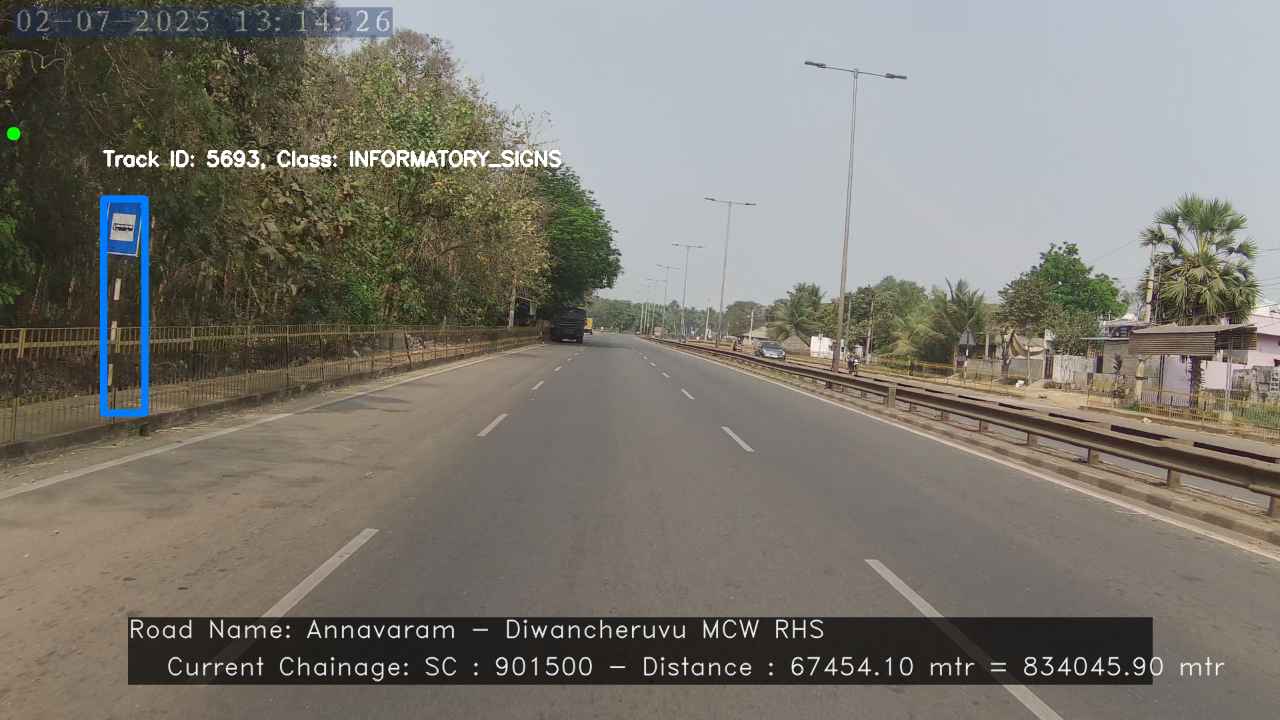 02-07-2025 13:14:26
Track ID: 5693, Class: INFORMATORY_SIGNS
Road Name: Annavaram - Diwancheruvu MCW RHS
Current Chainage: SC : 901500 - Distance : 67454.10 mtr = 834045.90 mtr